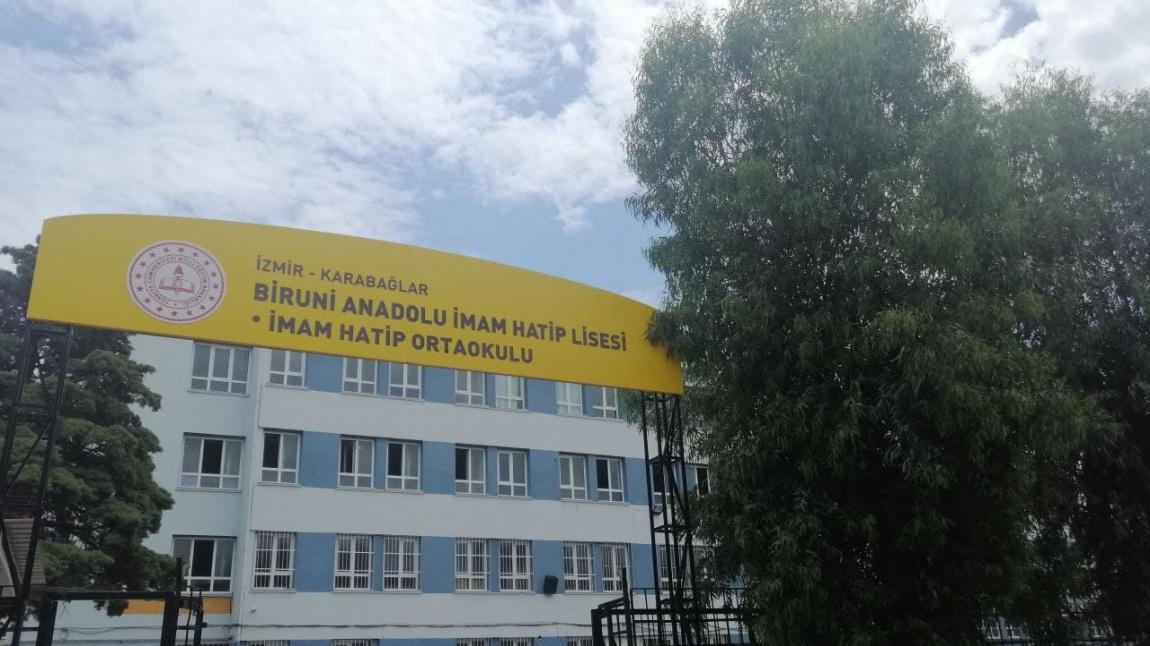 İZMİR - KARABAĞLAR
BİRUNİ ANADOLU İMAM HATİP LİSESİ
• İMAM HATİP ORTAOKULU